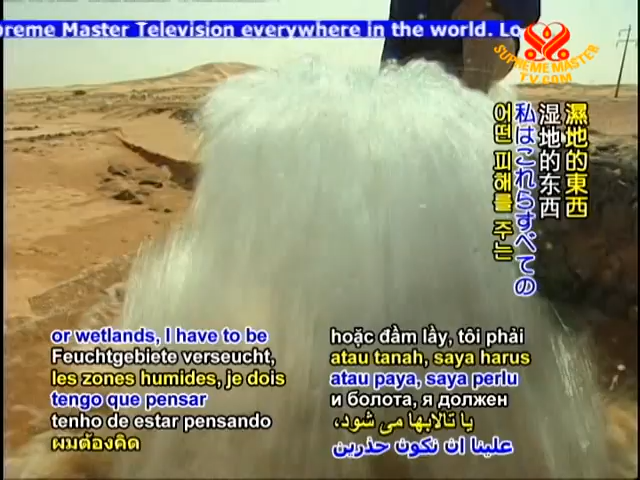 preme Master Television everywhere in the world. Lo
SUPREME MASTER
TV.COM
濕地的東西
湿地的东西
私はこれらすべての
어떤 피해를 주는
or wetlands, I have to be
Feuchtgebiete verseucht,
les zones humides, je dois
tengo que pensar
tenho de estar pensando
ผมต้องคิด
hoặc đầm lầy, tôi phải
atau tanah, saya harus
atau paya, saya perlu
и болота, я должен
یا تالابها می شود،
علينا ان نكون حذرين